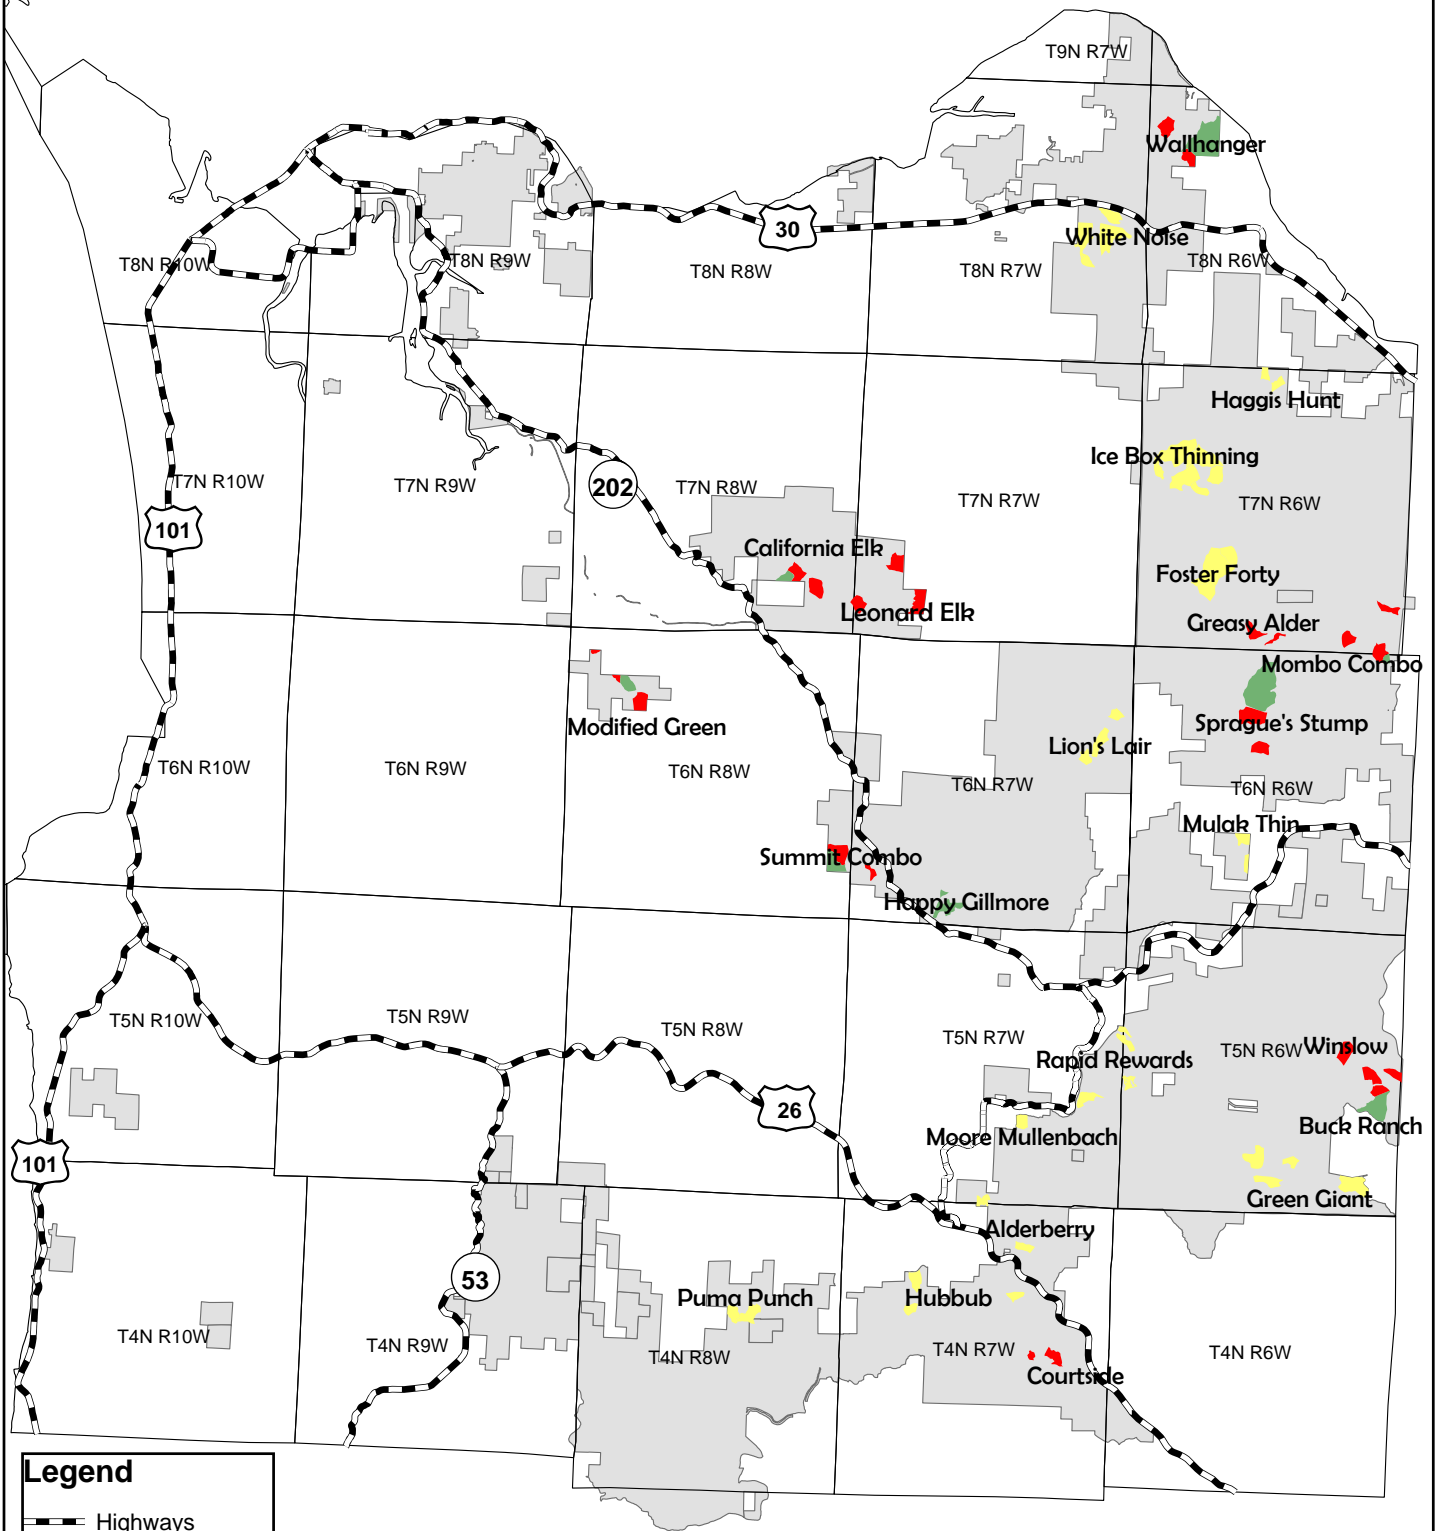 T9N R7W
Wallhanger
30
White Noise
T8N R10W
T8N R9W
T8N R8W
T8N R7W
T8N R6W
Haggis Hunt
Ice Box Thinning
T7N R10W
T7N R9W
202
T7N R8W
T7N R7W
T7N R6W
101
California Elk
Foster Forty
Leonard Elk
Greasy Alder
Mombo Combo
Modified Green
Sprague's Stump
Lion's Lair
T6N R10W
T6N R9W
T6N R8W
T6N R7W
T6N R6W
Mulak Thin
Summit Combo
Happy Gillmore
T5N R10W
T5N R9W
T5N R8W
T5N R7W
T5N R6W
Winslow
Rapid Rewards
26
Buck Ranch
Moore Mullenbach
101
Green Giant
Alderberry
53
Puma Punch
Hubbub
T4N R10W
T4N R9W
T4N R8W
T4N R7W
T4N R6W
Courtside
Legend
Highways